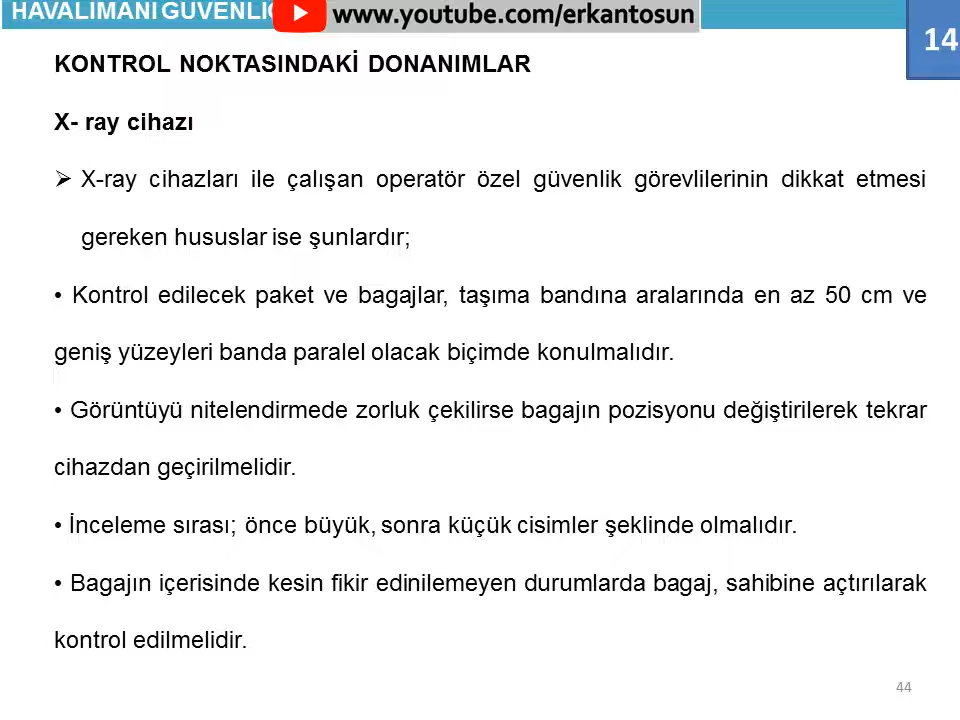 HAVALİMANI GÜVENLİĞ
www.youtube.com/erkantosun
14
KONTROL NOKTASINDAKİ DONANIMLAR
X- ray cihazı
➢ X-ray cihazları ile çalışan operatör özel güvenlik görevlilerinin dikkat etmesi
gereken hususlar ise şunlardır;
• Kontrol edilecek paket ve bagajlar, taşıma bandına aralarında en az 50 cm ve
geniş yüzeyleri banda paralel olacak biçimde konulmalıdır.
• Görüntüyü nitelendirmede zorluk çekilirse bagajın pozisyonu değiştirilerek tekrar
cihazdan geçirilmelidir.
• İnceleme sırası; önce büyük, sonra küçük cisimler şeklinde olmalıdır.
• Bagajın içerisinde kesin fikir edinilemeyen durumlarda bagaj, sahibine açtırılarak
kontrol edilmelidir.
44